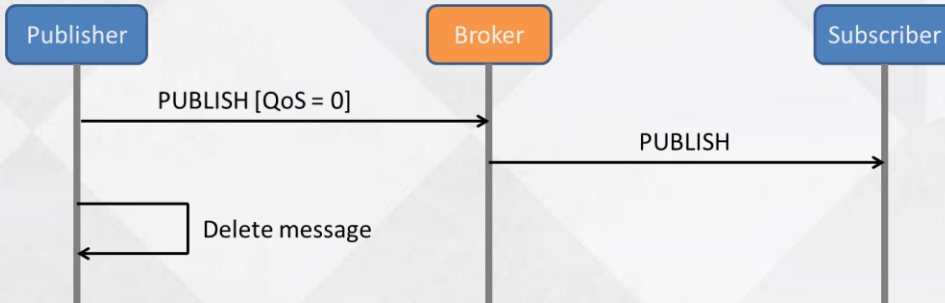 Publisher
Broker
Subscriber
PUBLISH [QoS = 0]
PUBLISH
Delete message